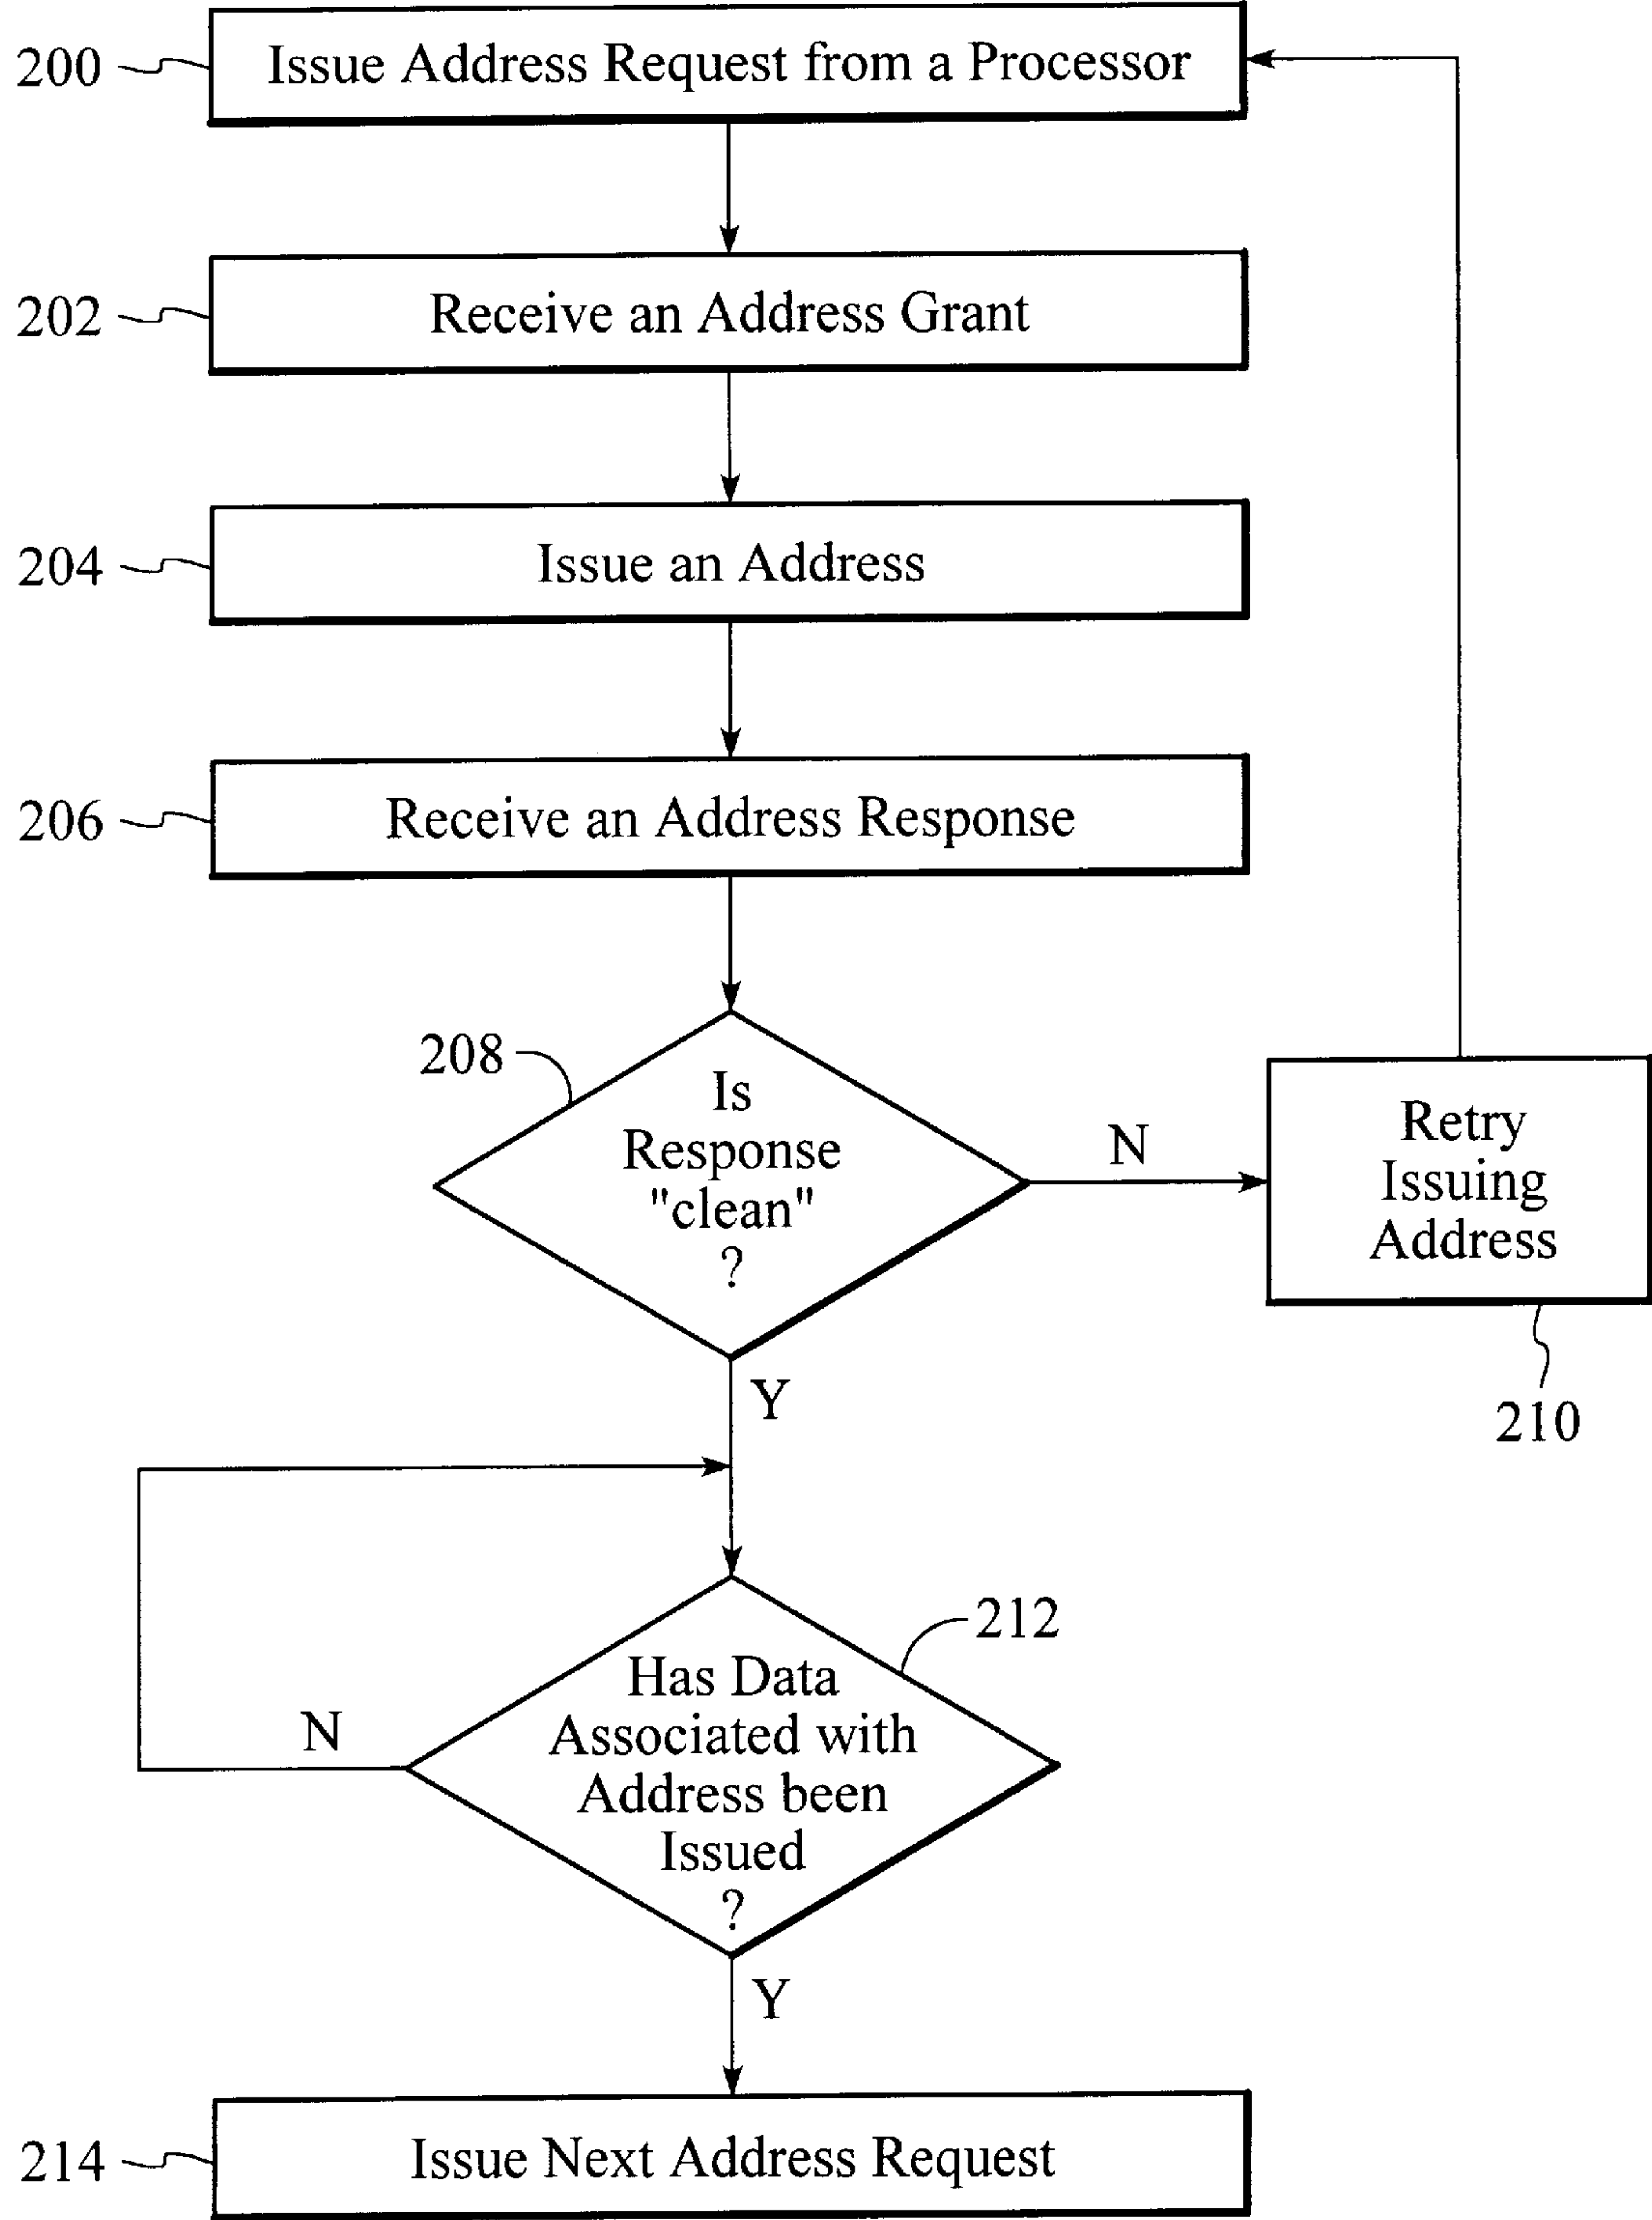 200
Issue Address Request from a Processor
202
Receive an Address Grant
204
Issue an Address
206
Receive an Address Response
208
Is
Response
"clean"
?
N
Retry
Issuing
Address
210
Y
212
Has Data
Associated with
Address been
Issued
?
N
Y
214
Issue Next Address Request